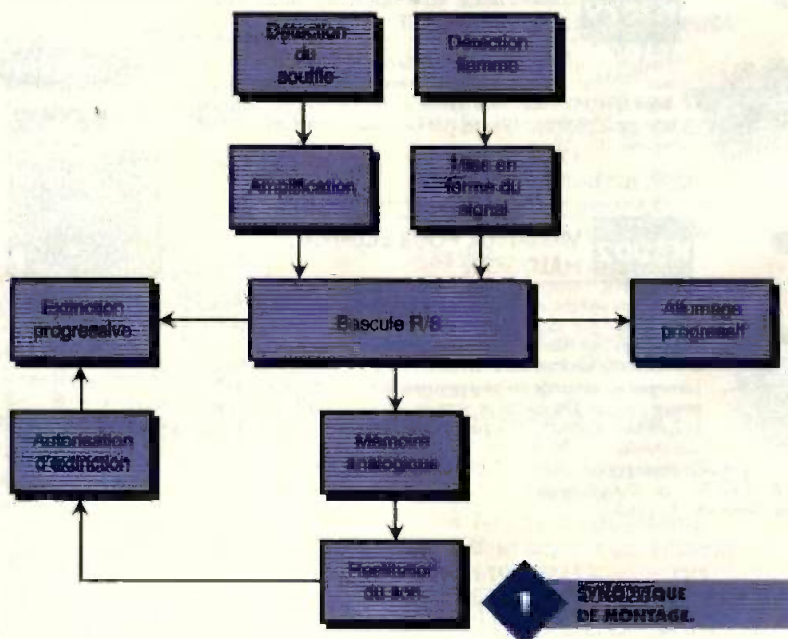 Détection
du
souffle
Détection
flamme
Amplification
Mise en
forme du
signal
Extinction
progressive
Bascule R/S
Allumage
progressif
Autorisation
d'extinction
Mémoire
analogique
Restitution
du son
1
SYNOPTIQUE
DE MONTAGE.